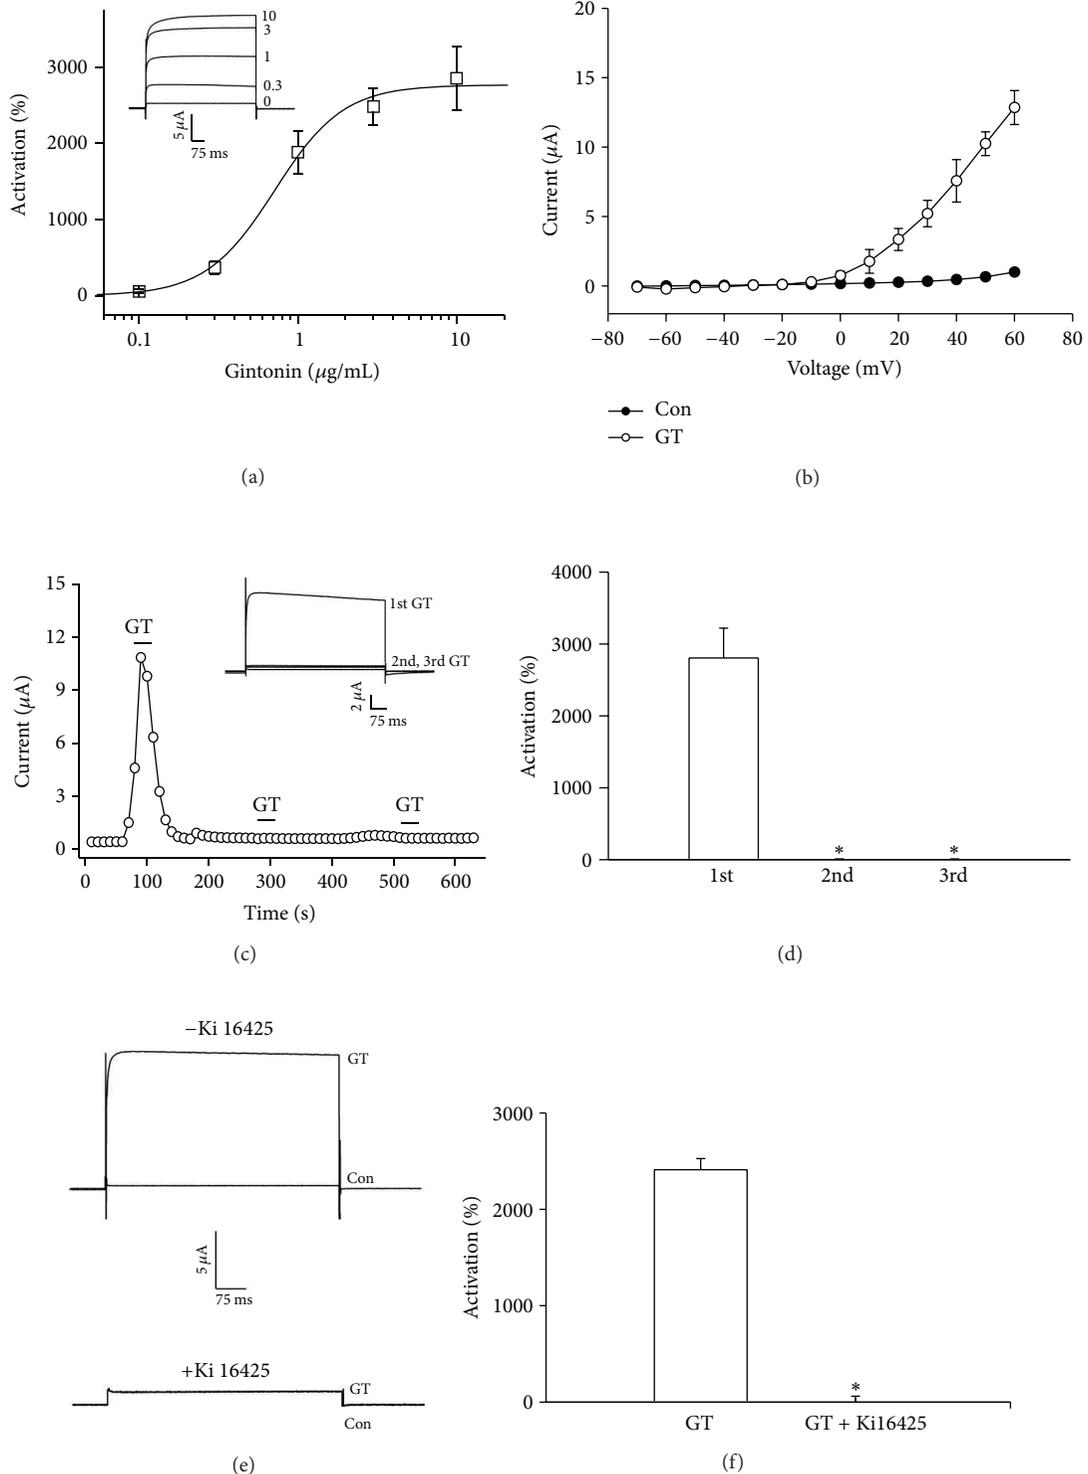 10
3
1
0.3
0
5 μA
75 ms
3000
2000
1000
0
Activation (%)
0.1 1 10
Gintonin (μg/mL)
(a)
20
15
10
5
0
Current (μA)
−80 −60 −40 −20 0 20 40 60 80
Voltage (mV)
Con
GT
(b)
15
12
9
6
3
0
Current (μA)
GT
GT
GT
1st GT
2nd, 3rd GT
2 μA
75 ms
0 100 200 300 400 500 600
Time (s)
(c)
4000
3000
2000
1000
0
Activation (%)
* *
1st 2nd 3rd
(d)
−Ki 16425
GT
Con
5 μA
75 ms
+Ki 16425
GT
Con
(e)
3000
2000
1000
0
Activation (%)
*
GT GT + Ki16425
(f)